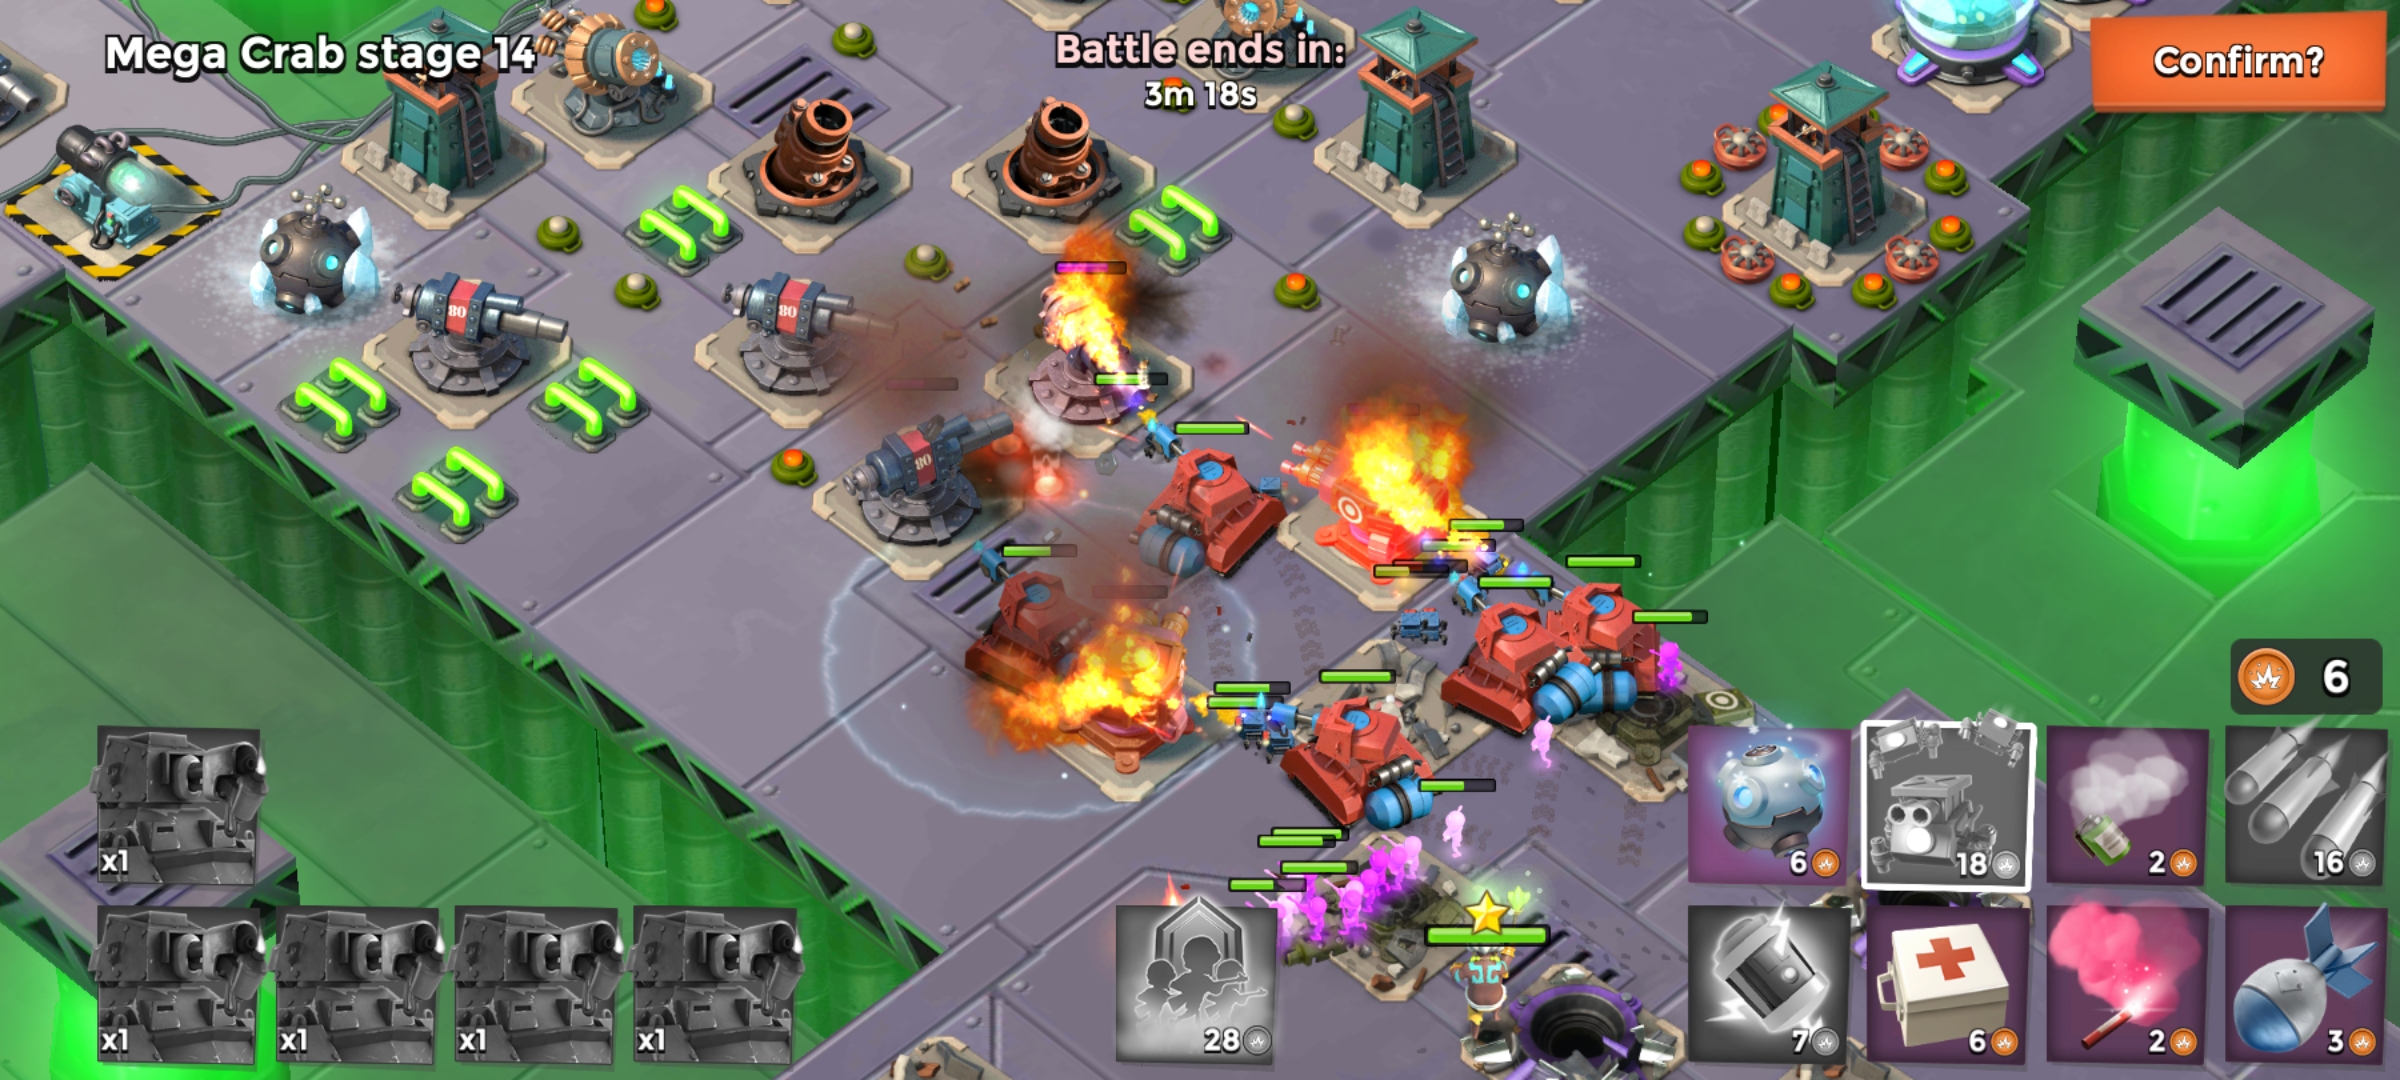 Mega Crab stage 14
Battle ends in:
3m 18s
Confirm?
80
80
80
6
x1
6
18
2
16
x1
x1
x1
x1
28
7
6
2
3